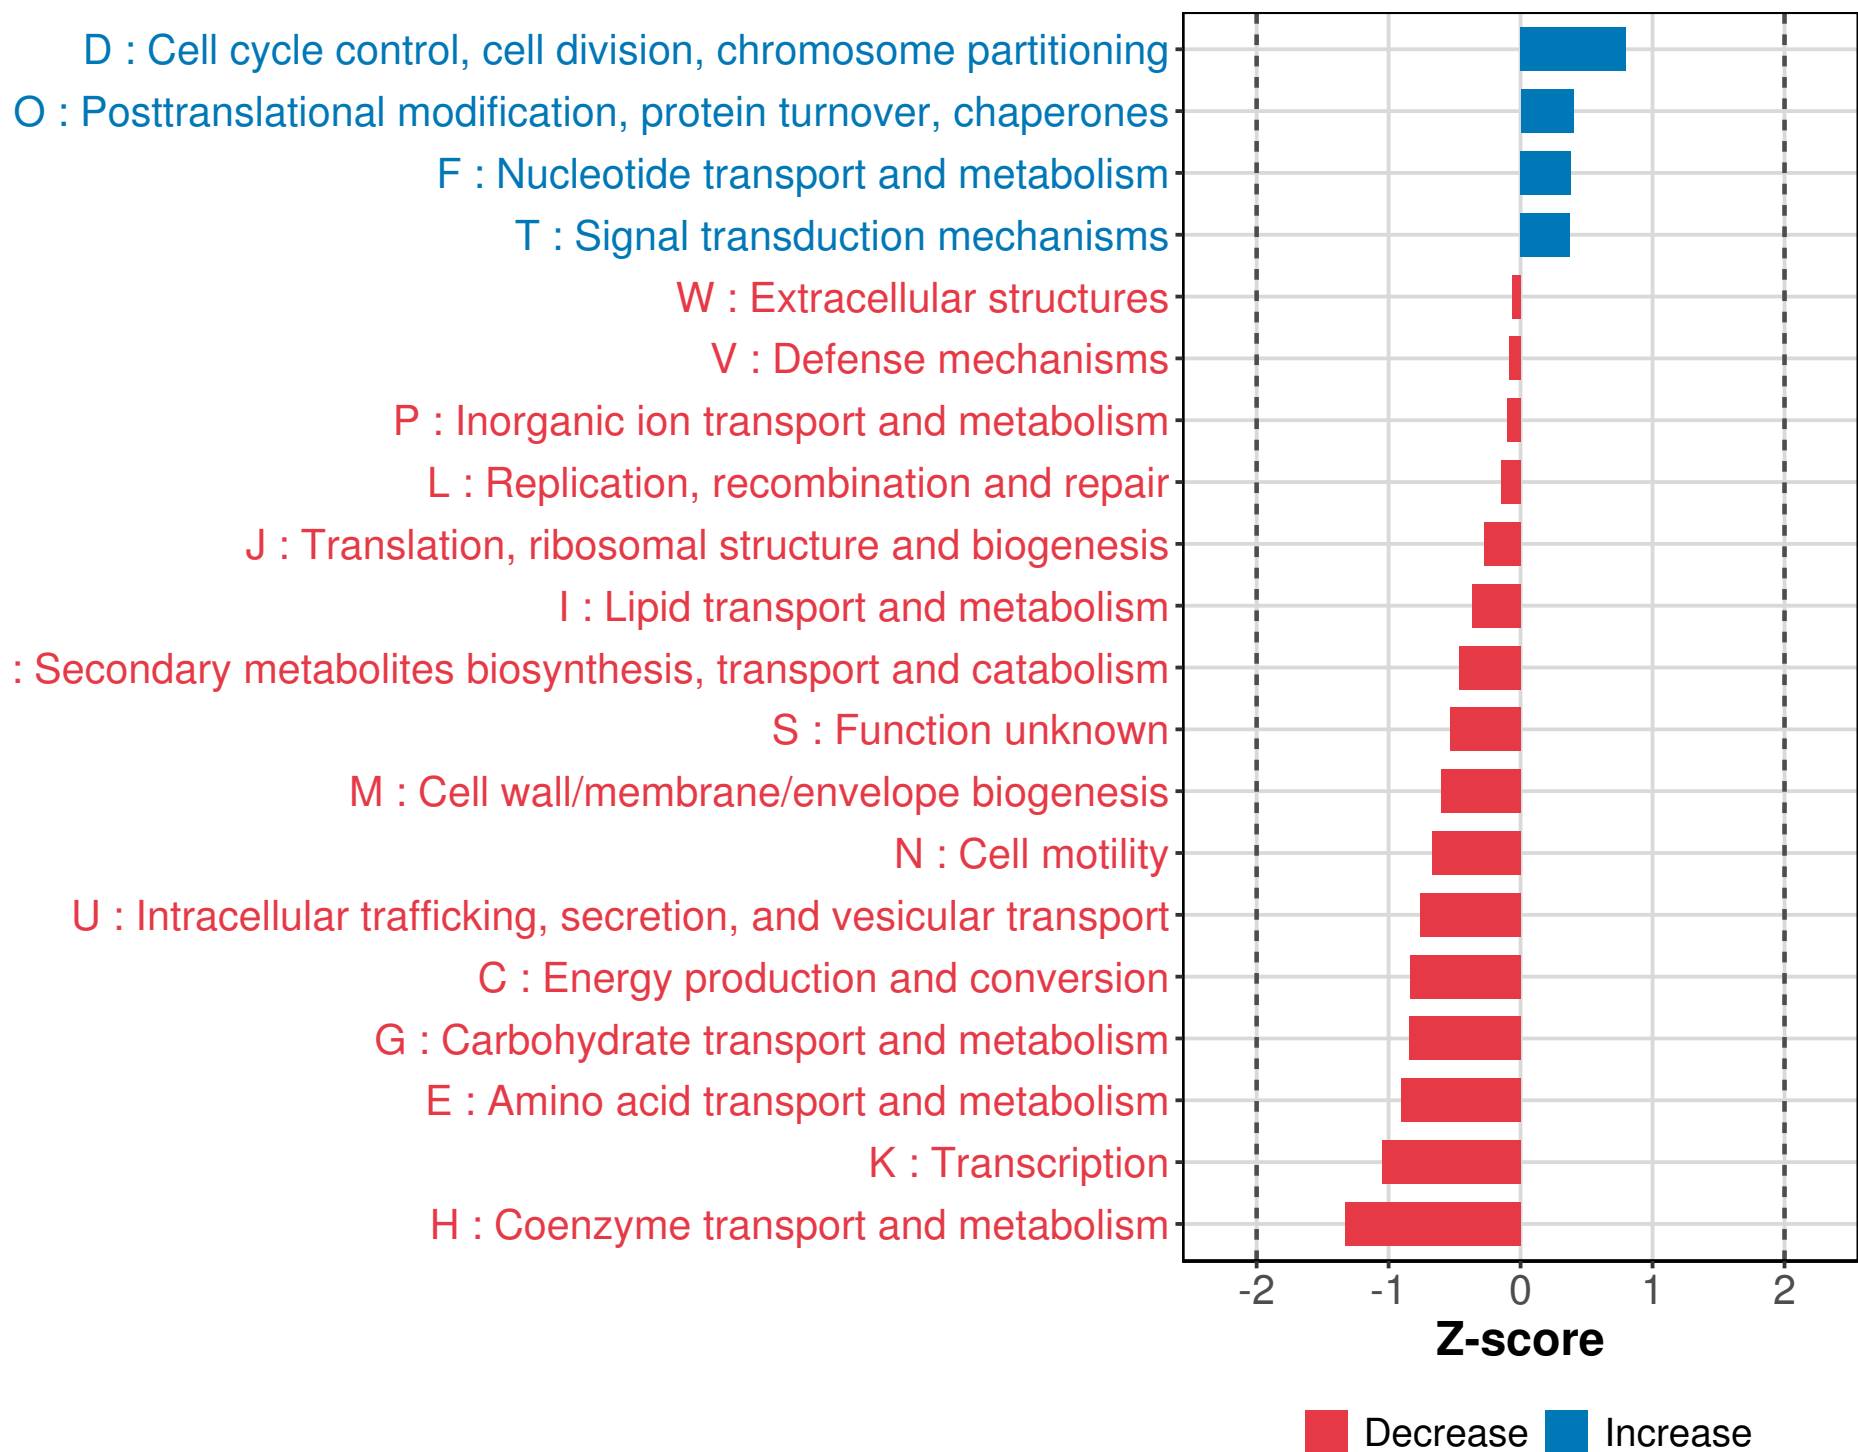 D : Cell cycle control, cell division, chromosome partitioning
O : Posttranslational modification, protein turnover, chaperones
F : Nucleotide transport and metabolism
T : Signal transduction mechanisms
W : Extracellular structures
V : Defense mechanisms
P : Inorganic ion transport and metabolism
L : Replication, recombination and repair
J : Translation, ribosomal structure and biogenesis
I : Lipid transport and metabolism
: Secondary metabolites biosynthesis, transport and catabolism
S : Function unknown
M : Cell wall/membrane/envelope biogenesis
N : Cell motility
U : Intracellular trafficking, secretion, and vesicular transport
C : Energy production and conversion
G : Carbohydrate transport and metabolism
E : Amino acid transport and metabolism
K : Transcription
H : Coenzyme transport and metabolism
-2 -1 0 1 2
Z-score
Decrease Increase